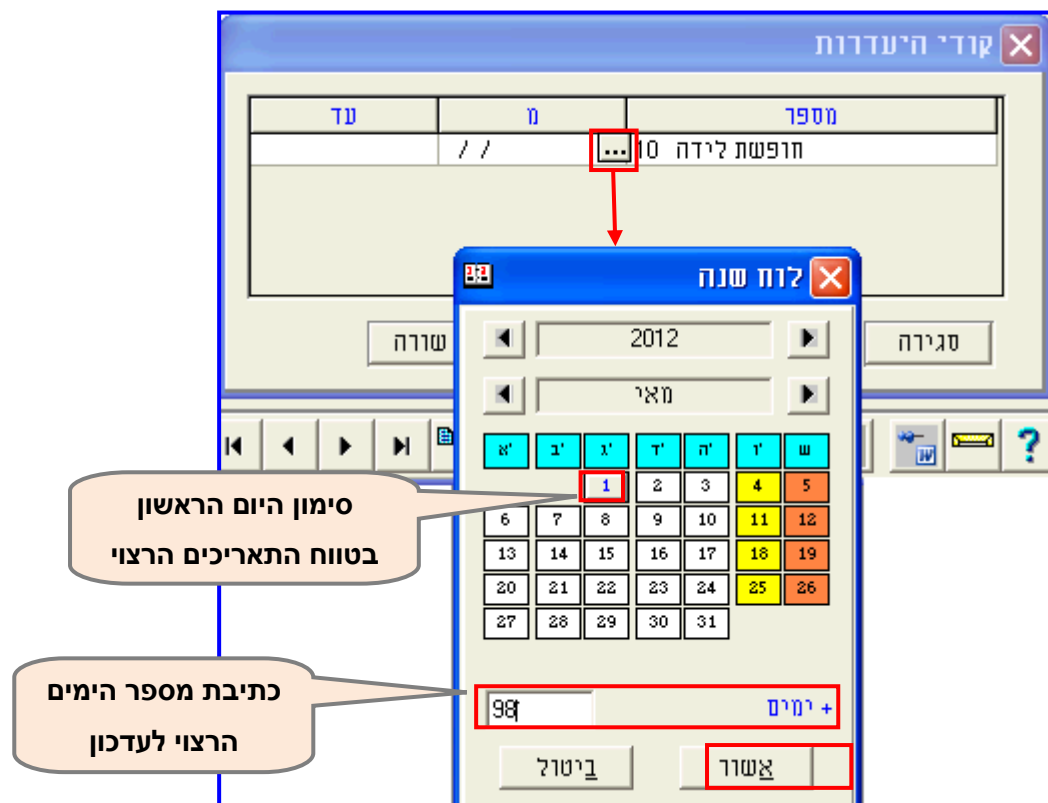 קודי היעדרות
מספר מ עד
חופשת לידה 10 ... / /
לוח שנה
2012
סגירה שורה
מאי
א' ב' ג' ד' ה' ו' ש
1 2 3 4 5
6 7 8 9 10 11 12
13 14 15 16 17 18 19
20 21 22 23 24 25 26
27 28 29 30 31
סימון היום הראשון
בטווח התאריכים הרצוי
+ ימים 98
כתיבת מספר הימים
הרצוי לעדכון
אשור ביטול